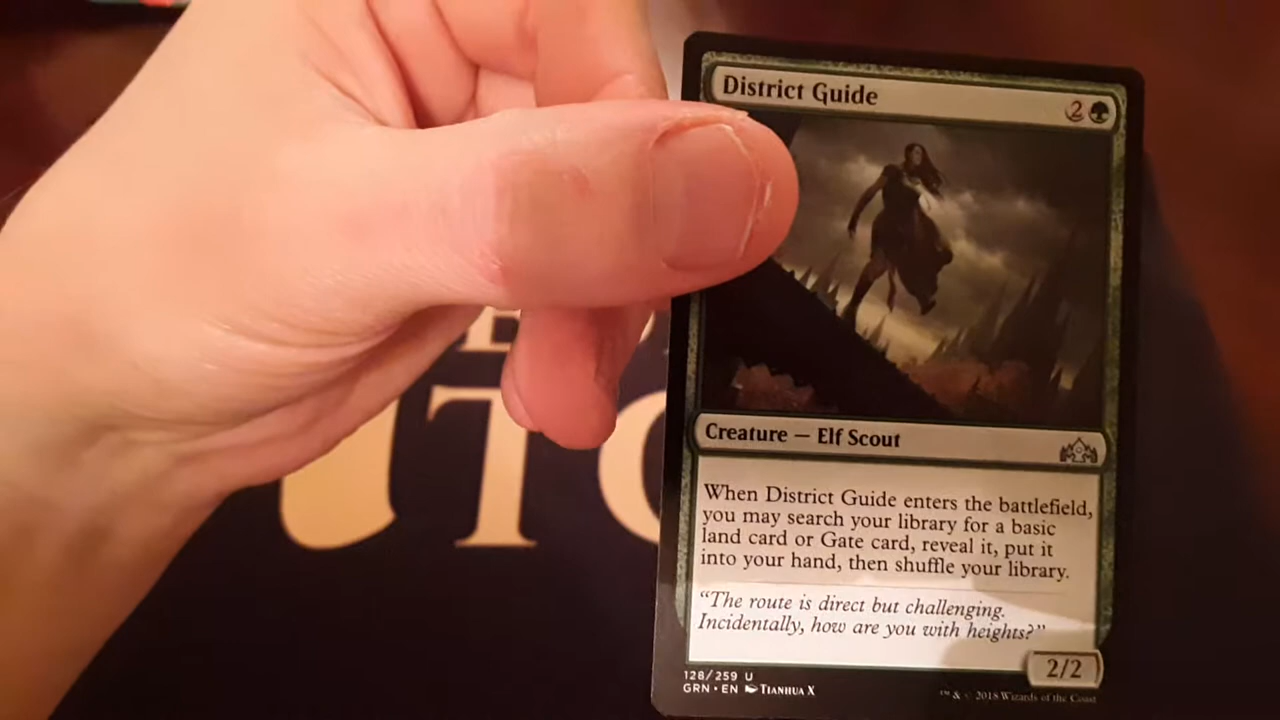 District Guide 2
Creature — Elf Scout
When District Guide enters the battlefield,
you may search your library for a basic
land card or Gate card, reveal it, put it
into your hand, then shuffle your library.
“The route is direct but challenging.
Incidentally, how are you with heights?”
2/2
128/259 U
GRN • EN TIANHUA X
™ & © 2018 Wizards of the Coast